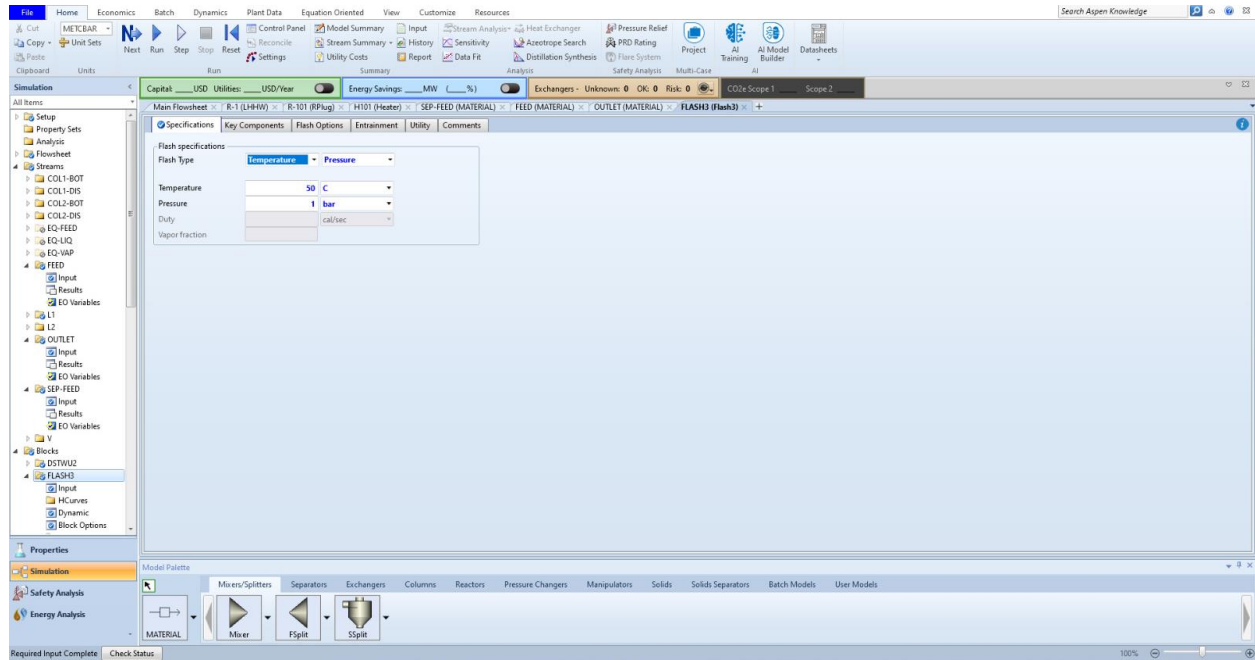 File Home Economics Batch Dynamics Plant Data Equation Oriented View Customize Resources Search Aspen Knowledge
Cut METCBAR Control Panel Model Summary Input Stream Analysis Heat Exchanger Pressure Relief
Copy Unit Sets Next Run Step Stop Reset Reconcile Stream Summary History Sensitivity Azeotrope Search PRD Rating Project AI Training AI Model Builder Datasheets
Paste Settings Utility Costs Report Data Fit Distillation Synthesis Flare System
Clipboard Units Run Summary Analysis Safety Analysis Multi-Case AI
Simulation < Capital: ____USD Utilities: ____USD/Year Energy Savings: ____MW (____%) Exchangers - Unknown: 0 OK: 0 Risk: 0 CO2e Scope 1 ____ Scope 2 ____
All Items Main Flowsheet R-1 (LHHW) R-101 (RPlug) H101 (Heater) SEP-FEED (MATERIAL) FEED (MATERIAL) OUTLET (MATERIAL) FLASH3 (Flash3) +
Specifications Key Components Flash Options Entrainment Utility Comments
Flash specifications
Flash Type Temperature Pressure
Temperature 50 C
Pressure 1 bar
Duty cal/sec
Vapor fraction
Setup
Property Sets
Analysis
Flowsheet
Streams
COL1-BOT
COL1-DIS
COL2-BOT
COL2-DIS
EQ-FEED
EQ-LIQ
EQ-VAP
FEED
Input
Results
EO Variables
L1
L2
OUTLET
Input
Results
EO Variables
SEP-FEED
Input
Results
EO Variables
V
Blocks
DSTWU2
FLASH3
Input
HCurves
Dynamic
Block Options
Properties
Simulation
Safety Analysis
Energy Analysis
Model Palette
Mixers/Splitters Separators Exchangers Columns Reactors Pressure Changers Manipulators Solids Solids Separators Batch Models User Models
MATERIAL Mixer FSplit SSplit
Required Input Complete Check Status 100%